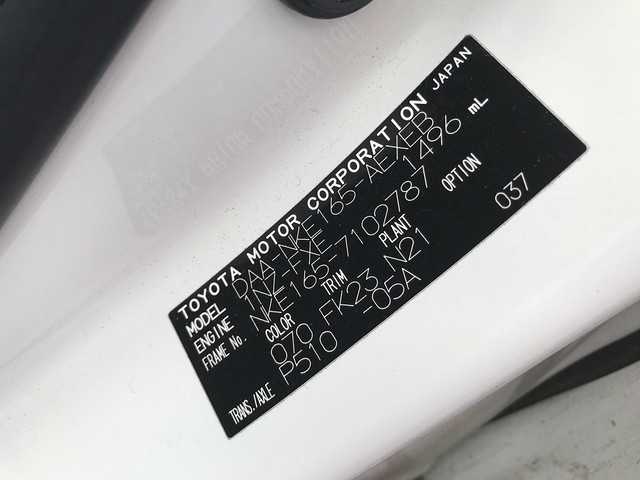 TOYOTA MOTOR CORPORATION JAPAN
MODEL DAA-NKE165-AEXEB
ENGINE 1NZ-FXE 1496 mL
FRAME No. NKE165-7102787
COLOR TRIM PLANT OPTION
070 FK23 N21 037
TRANS./AXLE P510 -05A